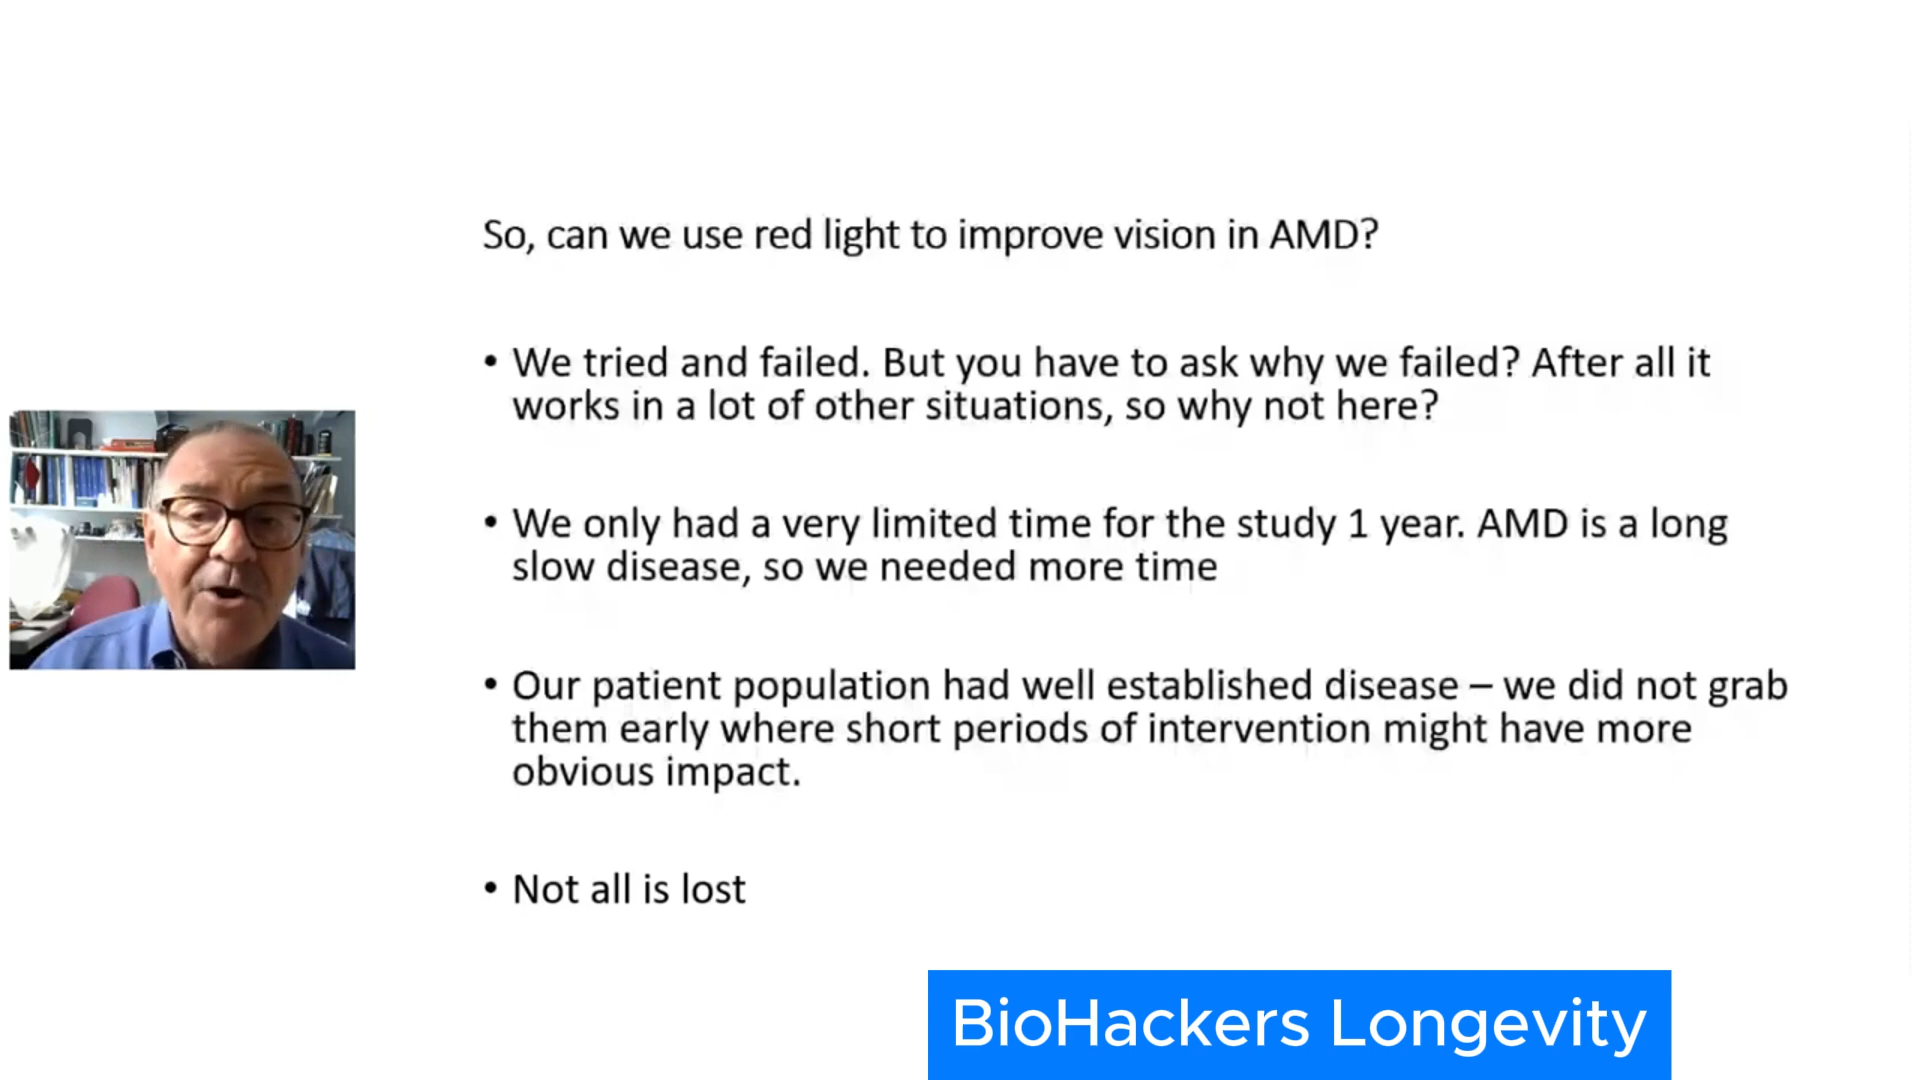 So, can we use red light to improve vision in AMD?
• We tried and failed. But you have to ask why we failed? After all it
works in a lot of other situations, so why not here?
• We only had a very limited time for the study 1 year. AMD is a long
slow disease, so we needed more time
• Our patient population had well established disease – we did not grab
them early where short periods of intervention might have more
obvious impact.
• Not all is lost
BioHackers Longevity